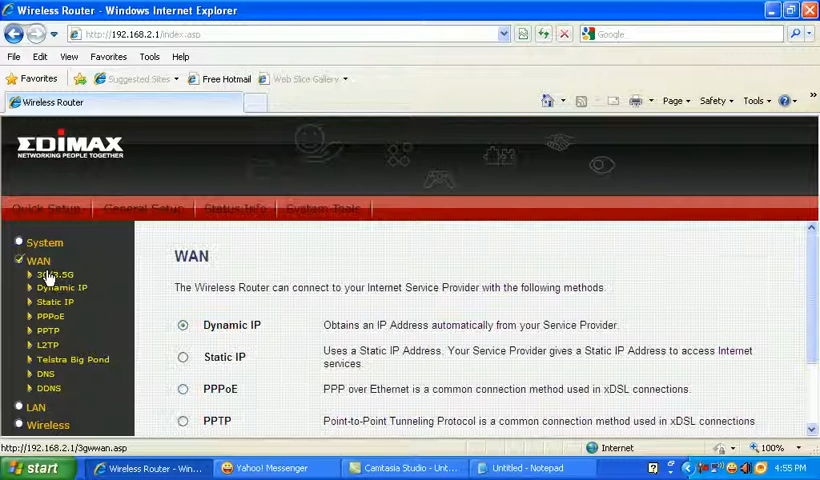 Wireless Router - Windows Internet Explorer
http://192.168.2.1/index.asp
Google
File Edit View Favorites Tools Help
Favorites Suggested Sites Free Hotmail Web Slice Gallery
Wireless Router
Page Safety Tools
EDIMAX
NETWORKING PEOPLE TOGETHER
Quick Setup General Setup Status Info System Tools
System
WAN
3G/3.5G
Dynamic IP
Static IP
PPPoE
PPTP
L2TP
Telstra Big Pond
DNS
DDNS
LAN
Wireless
WAN
The Wireless Router can connect to your Internet Service Provider with the following methods.
Dynamic IP Obtains an IP Address automatically from your Service Provider.
Static IP Uses a Static IP Address. Your Service Provider gives a Static IP Address to access Internet
services.
PPPoE PPP over Ethernet is a common connection method used in xDSL connections.
PPTP Point-to-Point Tunneling Protocol is a common connection method used in xDSL connections
http://192.168.2.1/3gwwan.asp Internet 100%
start Wireless Router - Win... Yahoo! Messenger Camtasia Studio - Unt... Untitled - Notepad 4:55 PM